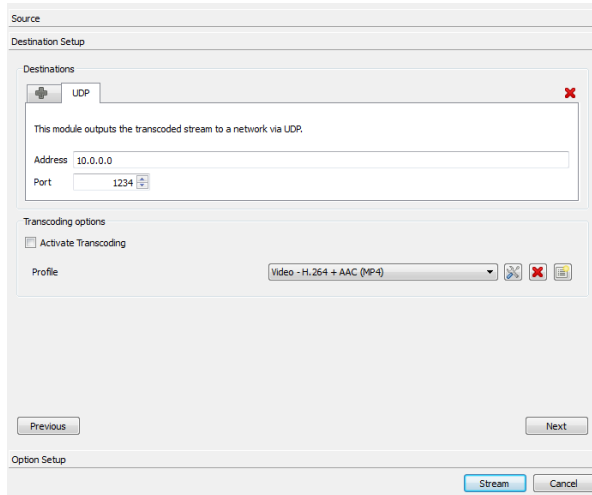 Source
Destination Setup
Destinations
UDP
This module outputs the transcoded stream to a network via UDP.
Address 10.0.0.0
Port 1234
Transcoding options
Activate Transcoding
Profile Video - H.264 + AAC (MP4)
Previous Next
Option Setup
Stream Cancel